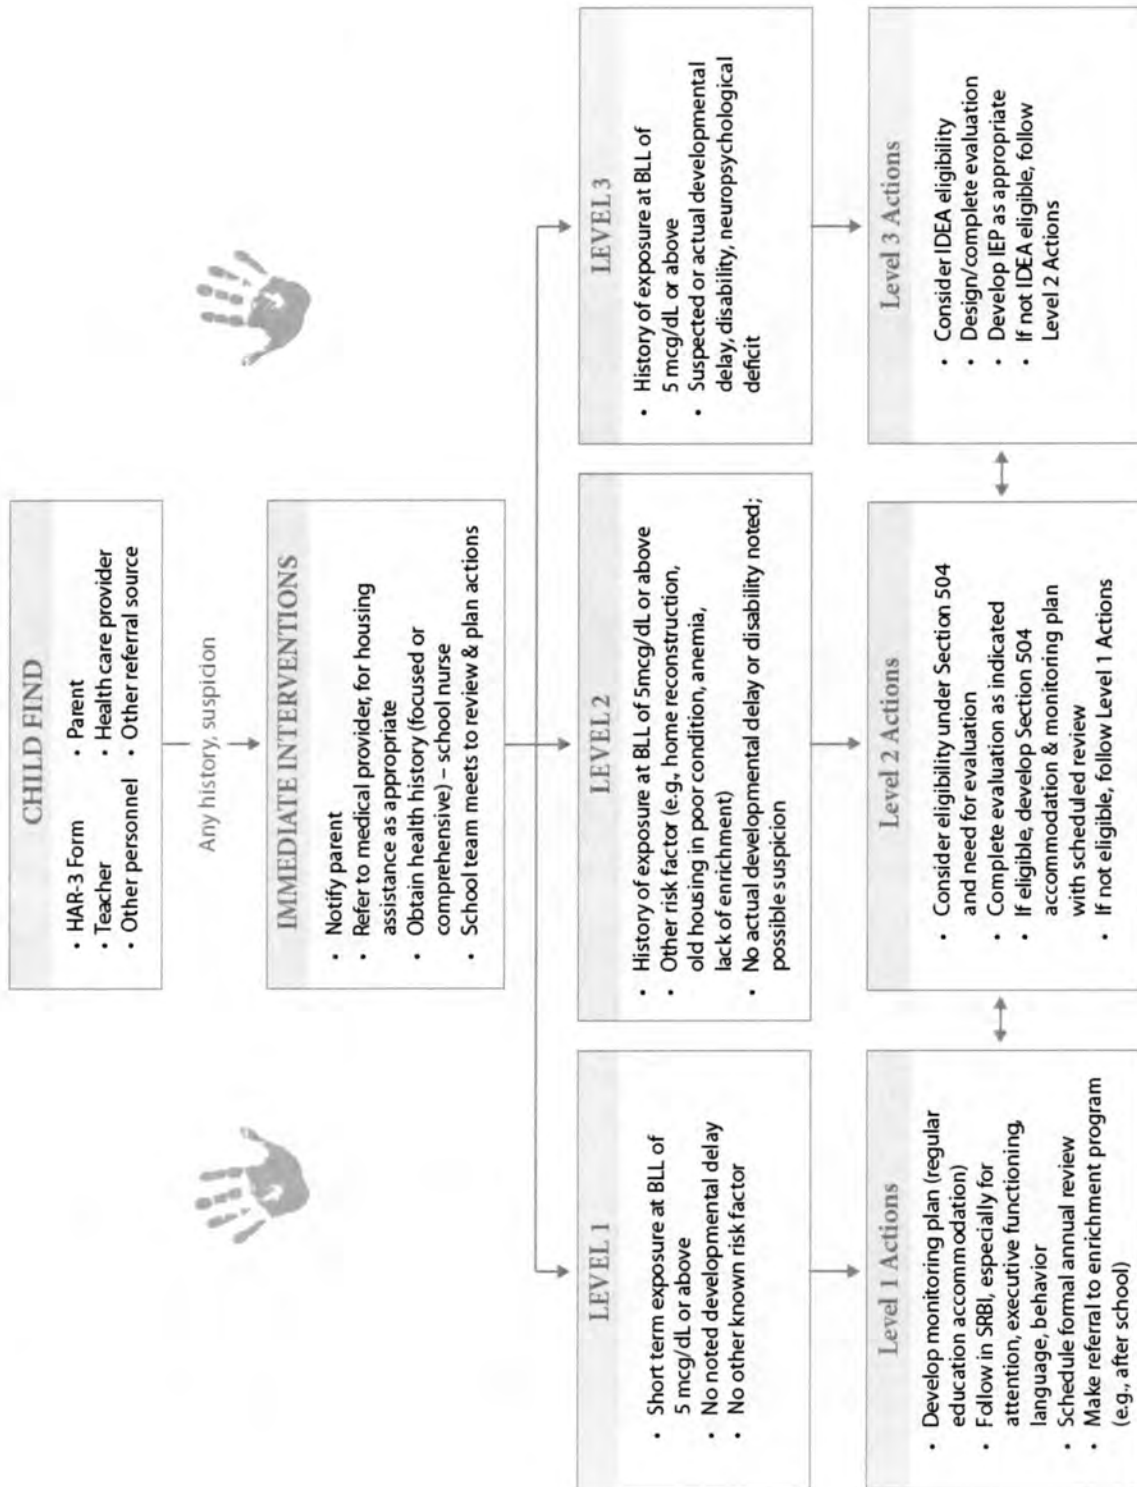 CHILD FIND
• HAR-3 Form • Parent
• Teacher • Health care provider
• Other personnel • Other referral source
Any history, suspicion
IMMEDIATE INTERVENTIONS
• Notify parent
• Refer to medical provider, for housing
assistance as appropriate
• Obtain health history (focused or
comprehensive) – school nurse
• School team meets to review & plan actions
LEVEL 1
• Short term exposure at BLL of
5 mcg/dL or above
• No noted developmental delay
• No other known risk factor
LEVEL 2
• History of exposure at BLL of 5mcg/dL or above
• Other risk factor (e.g., home reconstruction,
old housing in poor condition, anemia,
lack of enrichment)
• No actual developmental delay or disability noted;
possible suspicion
LEVEL 3
• History of exposure at BLL of
5 mcg/dL or above
• Suspected or actual developmental
delay, disability, neuropsychological
deficit
Level 1 Actions
• Develop monitoring plan (regular
education accommodation)
• Follow in SRBI, especially for
attention, executive functioning,
language, behavior
• Schedule formal annual review
• Make referral to enrichment program
(e.g., after school)
Level 2 Actions
• Consider eligibility under Section 504
and need for evaluation
• Complete evaluation as indicated
• If eligible, develop Section 504
accommodation & monitoring plan
with scheduled review
• If not eligible, follow Level 1 Actions
Level 3 Actions
• Consider IDEA eligibility
• Design/complete evaluation
• Develop IEP as appropriate
• If not IDEA eligible, follow
Level 2 Actions